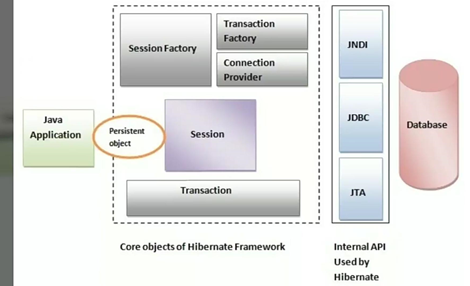 Session Factory
Transaction
Factory
Connection
Provider
JNDI
Java
Application
Persistent
object
Session
JDBC
Database
Transaction
JTA
Core objects of Hibernate Framework
Internal API
Used by
Hibernate